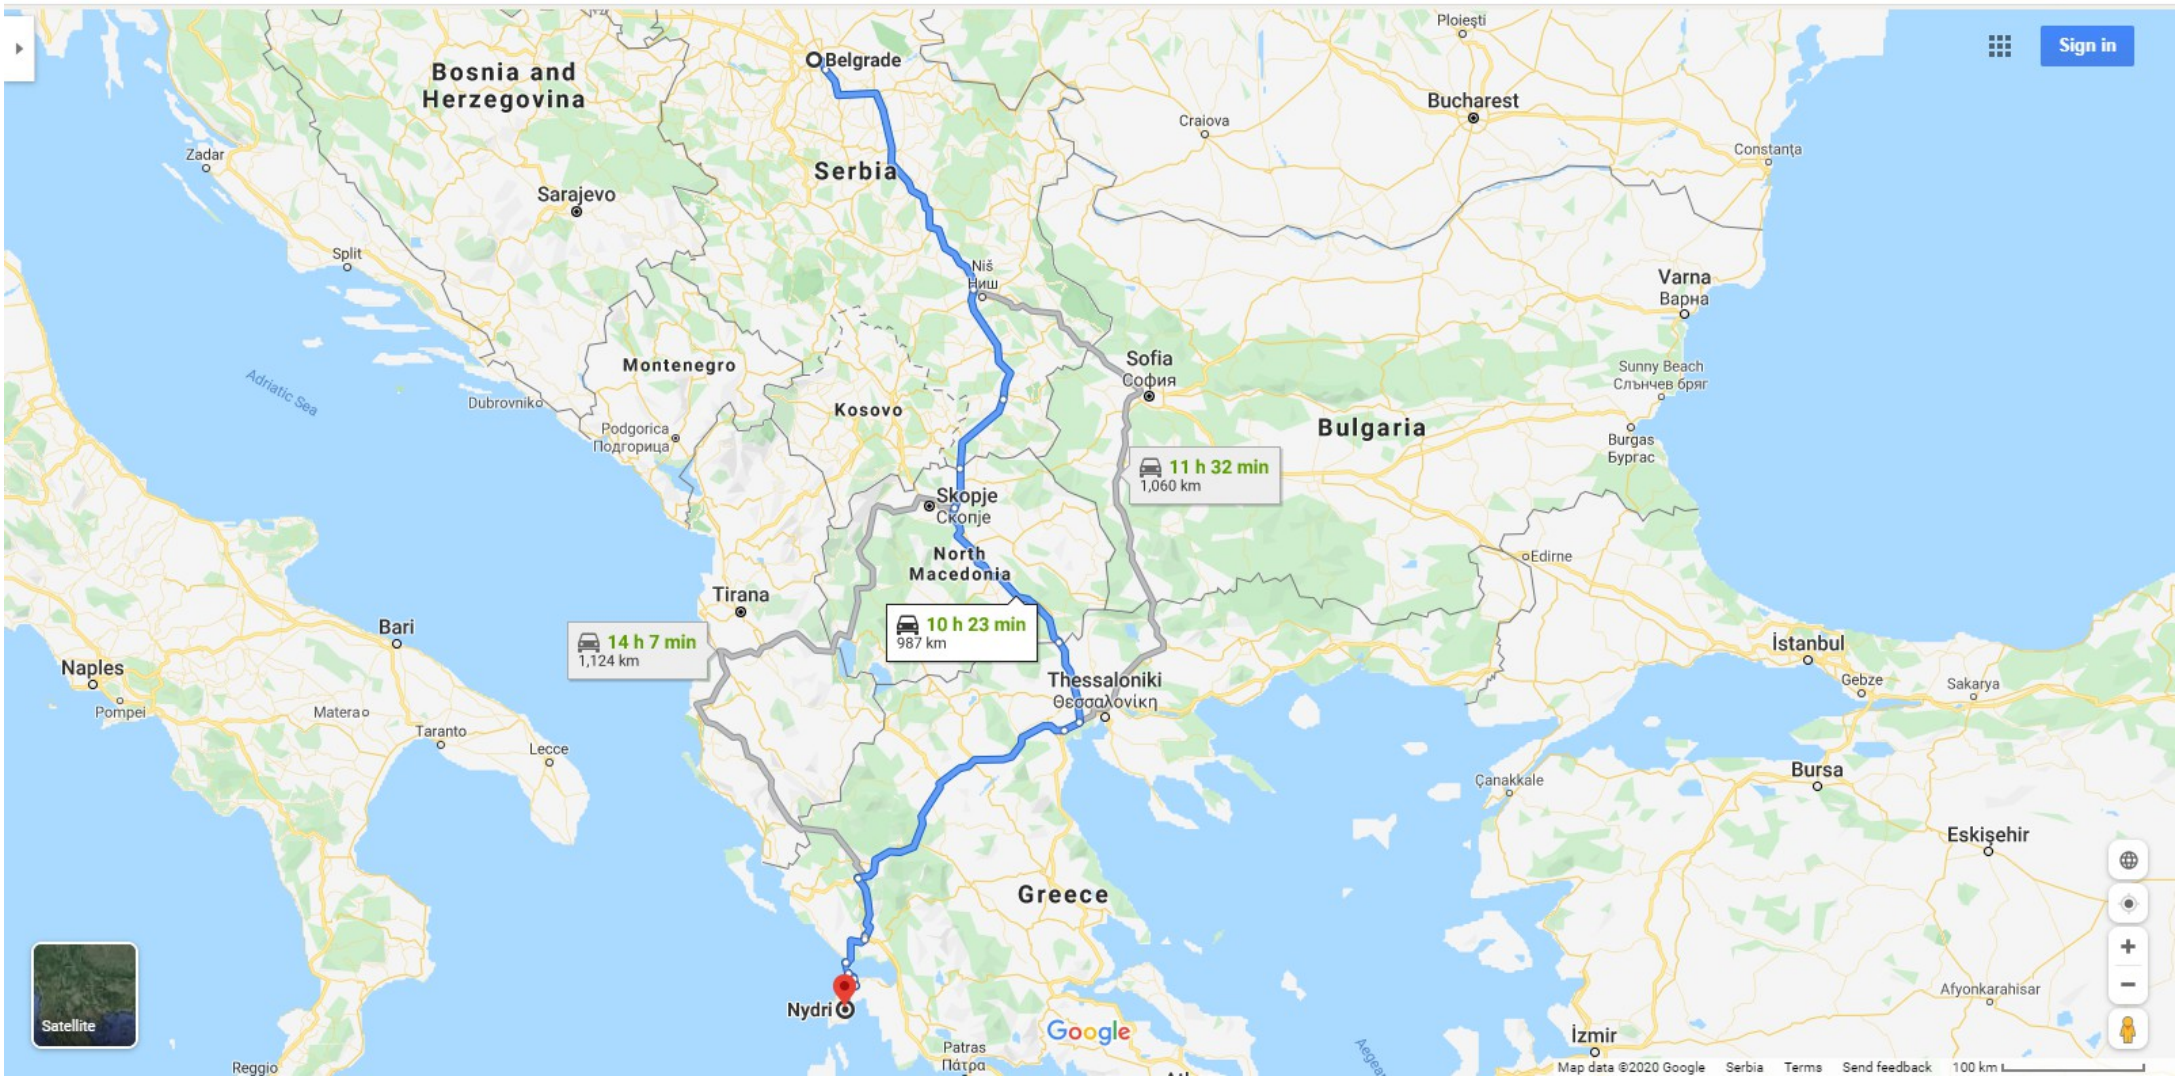 Ploiești
Sign in
Belgrade
Bosnia and
Herzegovina
Bucharest
Craiova
Constanța
Zadar
Serbia
Sarajevo
Split
Niš
Ниш
Varna
Варна
Sofia
София
Montenegro
Sunny Beach
Слънчев бряг
Adriatic Sea
Dubrovnik
Kosovo
Bulgaria
Podgorica
Подгорица
Burgas
Бургас
11 h 32 min
1,060 km
Skopje
Скопје
North
Macedonia
Edirne
Tirana
10 h 23 min
987 km
14 h 7 min
1,124 km
Bari
İstanbul
Naples
Thessaloniki
Θεσσαλονίκη
Gebze
Sakarya
Pompei
Matera
Taranto
Lecce
Bursa
Çanakkale
Eskişehir
Greece
Afyonkarahisar
Nydri
Satellite
Google
İzmir
Patras
Πάτρα
Aegean
Reggio
Map data ©2020 Google
Serbia
Terms
Send feedback
100 km